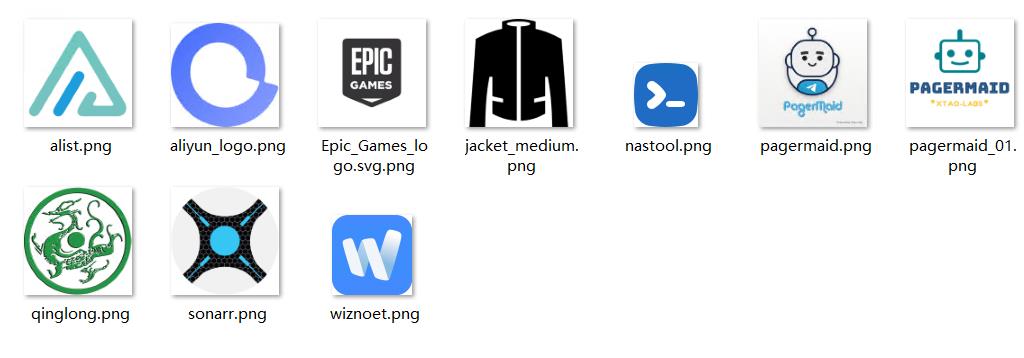 EPIC
GAMES
PagerMaid
PAGERMAID
*XTAO-LABS*
alist.png
aliyun_logo.png
Epic_Games_lo
go.svg.png
jacket_medium.
png
nastool.png
pagermaid.png
pagermaid_01.
png
W
qinglong.png
sonarr.png
wiznoet.png